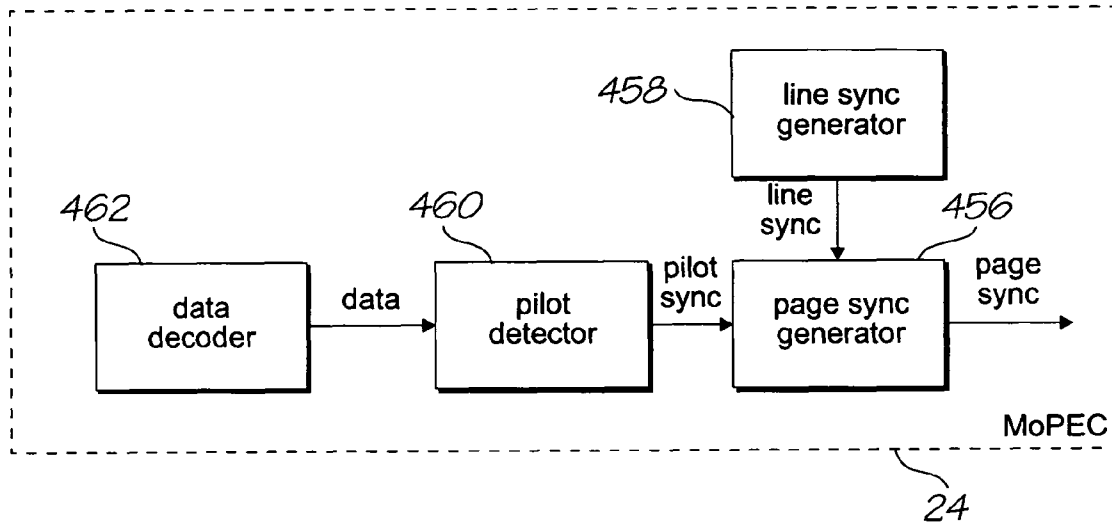 458
line sync
generator
line
sync
462
460
456
data
decoder
data
pilot
detector
pilot
sync
page sync
generator
page
sync
MoPEC
24